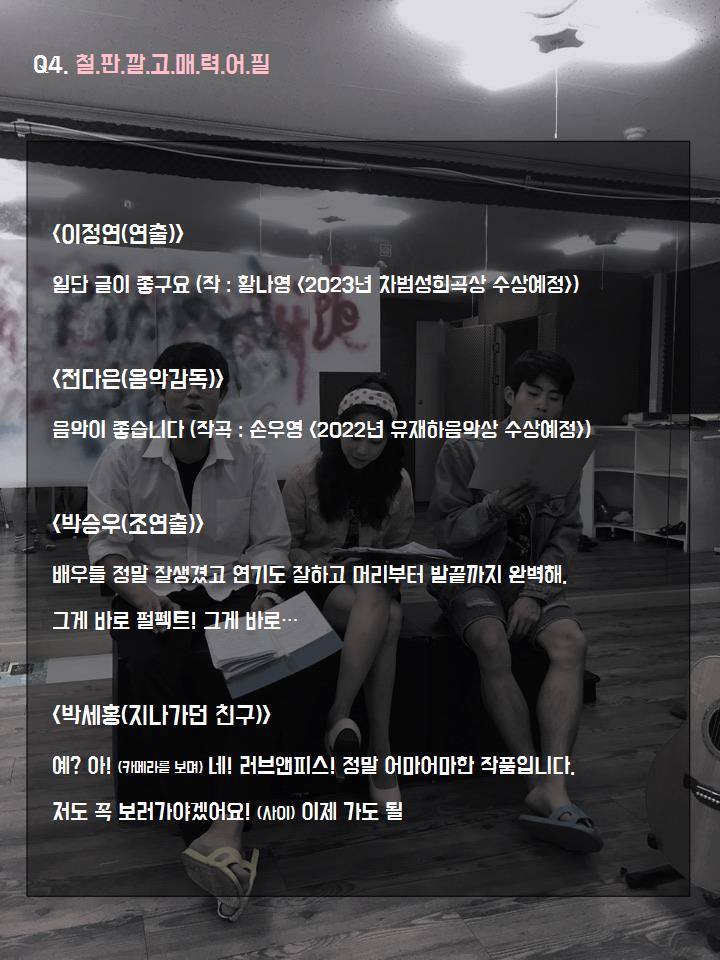 Q4. 철.판.깔.고.매.력.어.필
<이정연(연출)>
일단 글이 좋구요 (작 : 황나영 <2023년 차범성희곡상 수상예정>)
<전다은(음악감독)>
음악이 좋습니다 (작곡 : 손우영 <2022년 유재하음악상 수상예정>)
<박승우(조연출)>
배우들 정말 잘생겼고 연기도 잘하고 머리부터 발끝까지 완벽해.
그게 바로 펄펙트! 그게 바로…
<박세홍(지나가던 친구)>
예? 아! (카메라를 보며) 네! 러브앤피스! 정말 어마어마한 작품입니다.
저도 꼭 보러가야겠어요! (사이) 이제 가도 될